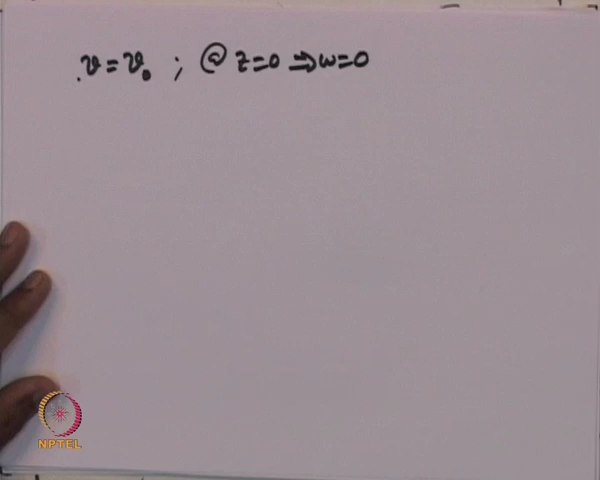 v = v₀ ; @ z=0 ⇒ w=0
NPTEL